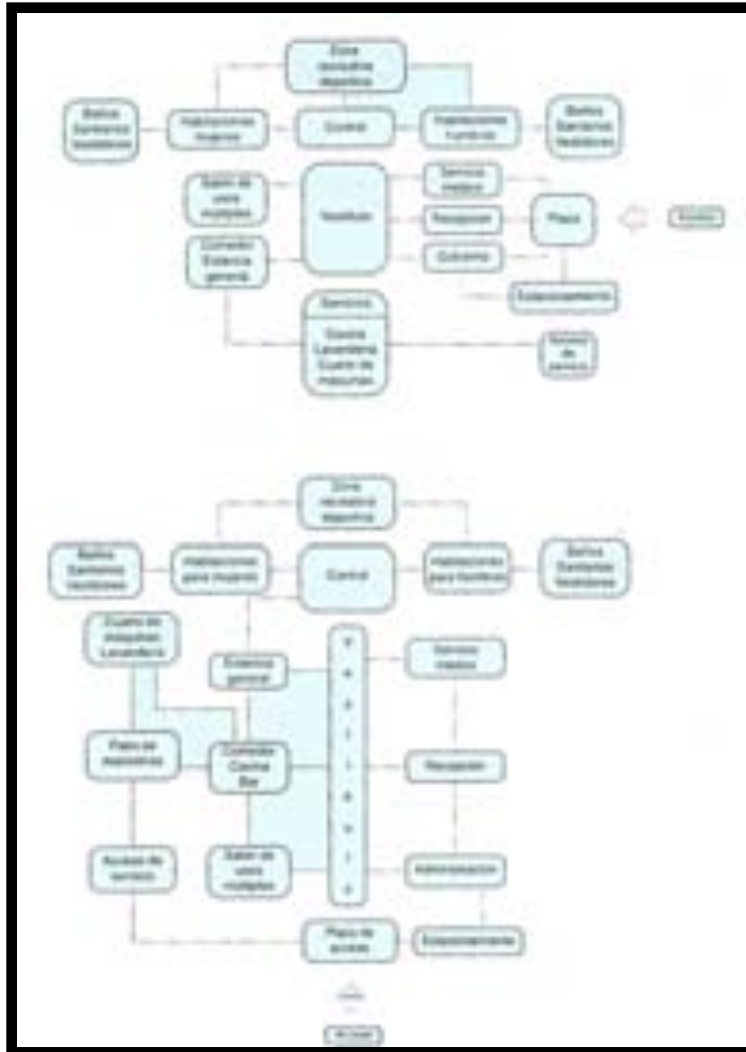 Zona
recreativa
deportiva
Baños
Sanitarios
Vestidores
Habitaciones
mujeres
Control
Habitaciones
hombres
Baños
Sanitarios
Vestidores
Salón de
usos
múltiples
Vestíbulo
Servicio
médico
Recepción
Plaza
Comedor
Estancia
general
Gobierno
Estacionamiento
Servicios
Cocina
Lavandería
Cuarto de
máquinas
Acceso
de
servicio
Zona
recreativa
deportiva
Baños
Sanitarios
Vestidores
Habitaciones
para mujeres
Control
Habitaciones
para hombres
Baños
Sanitarios
Vestidores
Cuarto de
máquinas
Lavandería
Estancia
general
V
e
s
t
í
b
u
l
o
Servicio
médico
Patio de
Comedor
Cocina
Bar
Recepción
Acceso de
servicio
Salón de
usos
múltiples
Administración
Plaza de
acceso
Estacionamiento